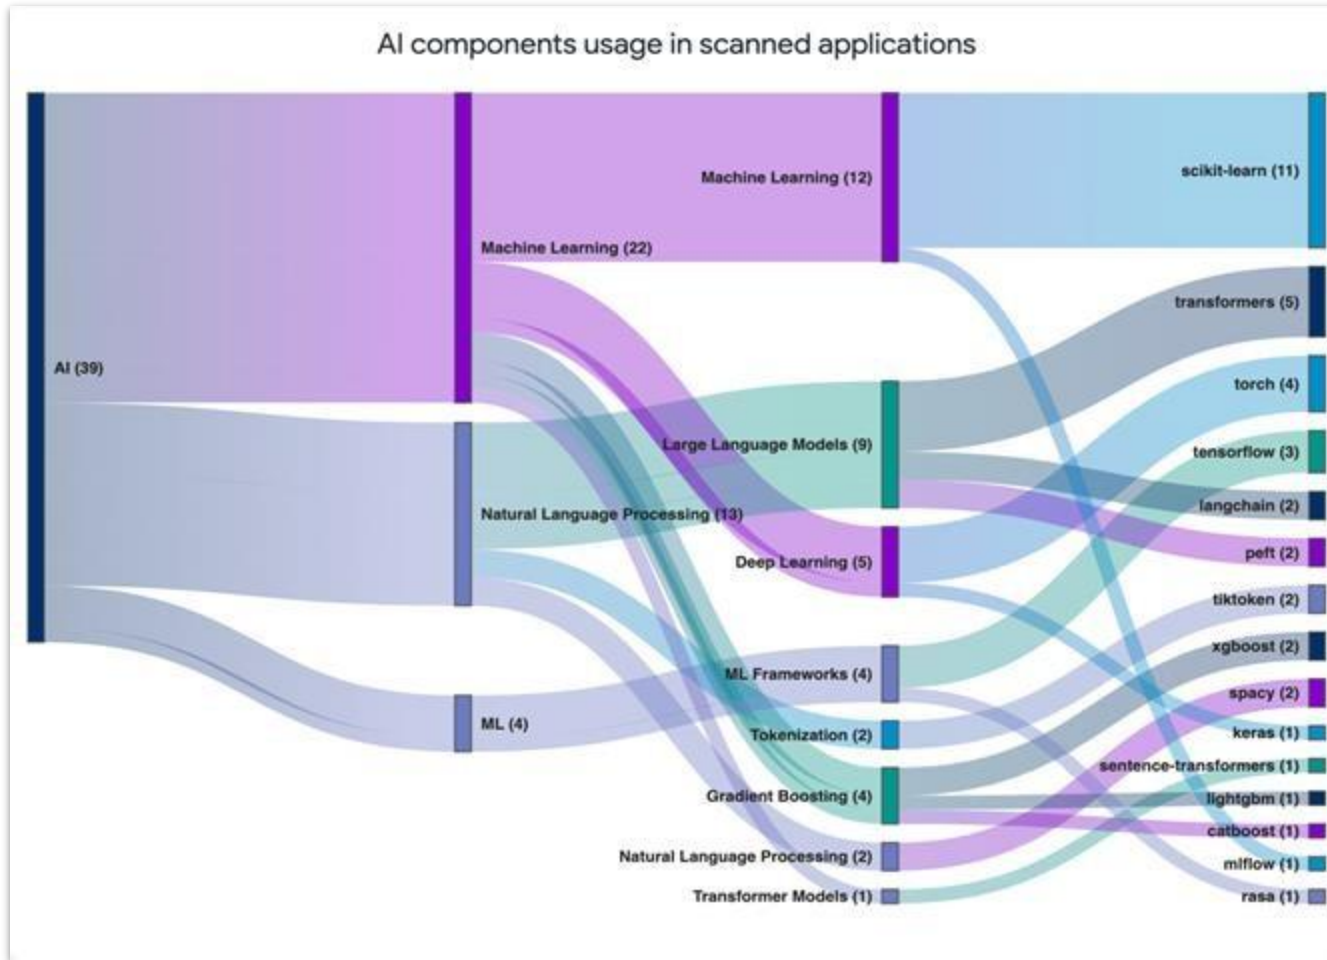 AI components usage in scanned applications
AI (39)
Machine Learning (22)
Natural Language Processing (13)
ML (4)
Machine Learning (12)
Large Language Models (9)
Deep Learning (5)
ML Frameworks (4)
Tokenization (2)
Gradient Boosting (4)
Natural Language Processing (2)
Transformer Models (1)
scikit-learn (11)
transformers (5)
torch (4)
tensorflow (3)
langchain (2)
peft (2)
tiktoken (2)
xgboost (2)
spacy (2)
keras (1)
sentence-transformers (1)
lightgbm (1)
catboost (1)
mlflow (1)
rasa (1)